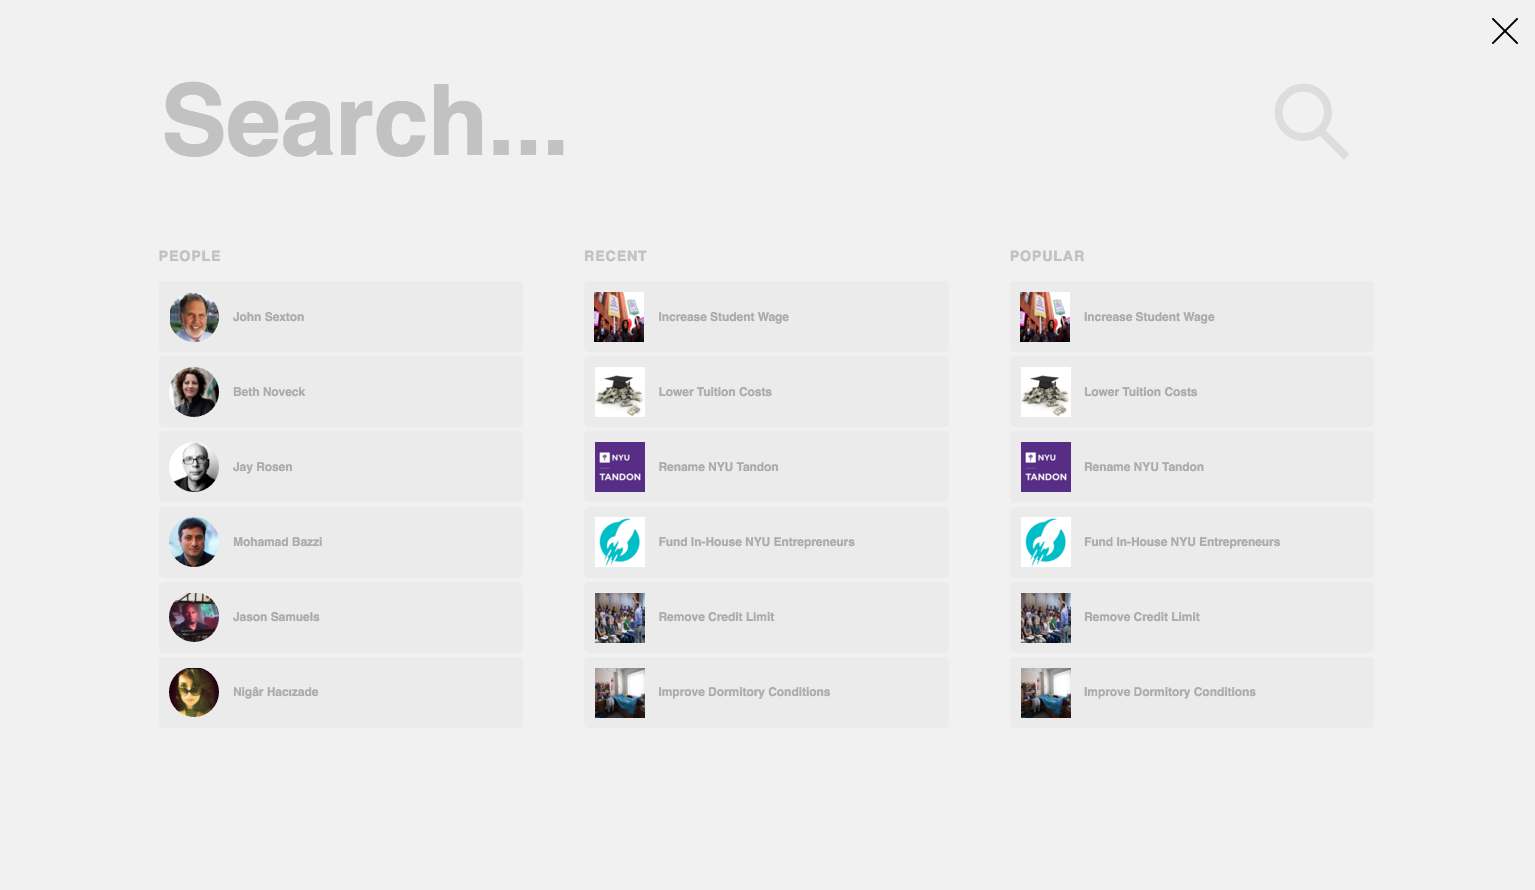 Search...
PEOPLE
John Sexton
Beth Noveck
Jay Rosen
Mohamad Bazzi
Jason Samuels
Nigâr Hacızade
RECENT
Increase Student Wage
Lower Tuition Costs
NYU
TANDON
Rename NYU Tandon
Fund In-House NYU Entrepreneurs
Remove Credit Limit
Improve Dormitory Conditions
POPULAR
Increase Student Wage
Lower Tuition Costs
NYU
TANDON
Rename NYU Tandon
Fund In-House NYU Entrepreneurs
Remove Credit Limit
Improve Dormitory Conditions